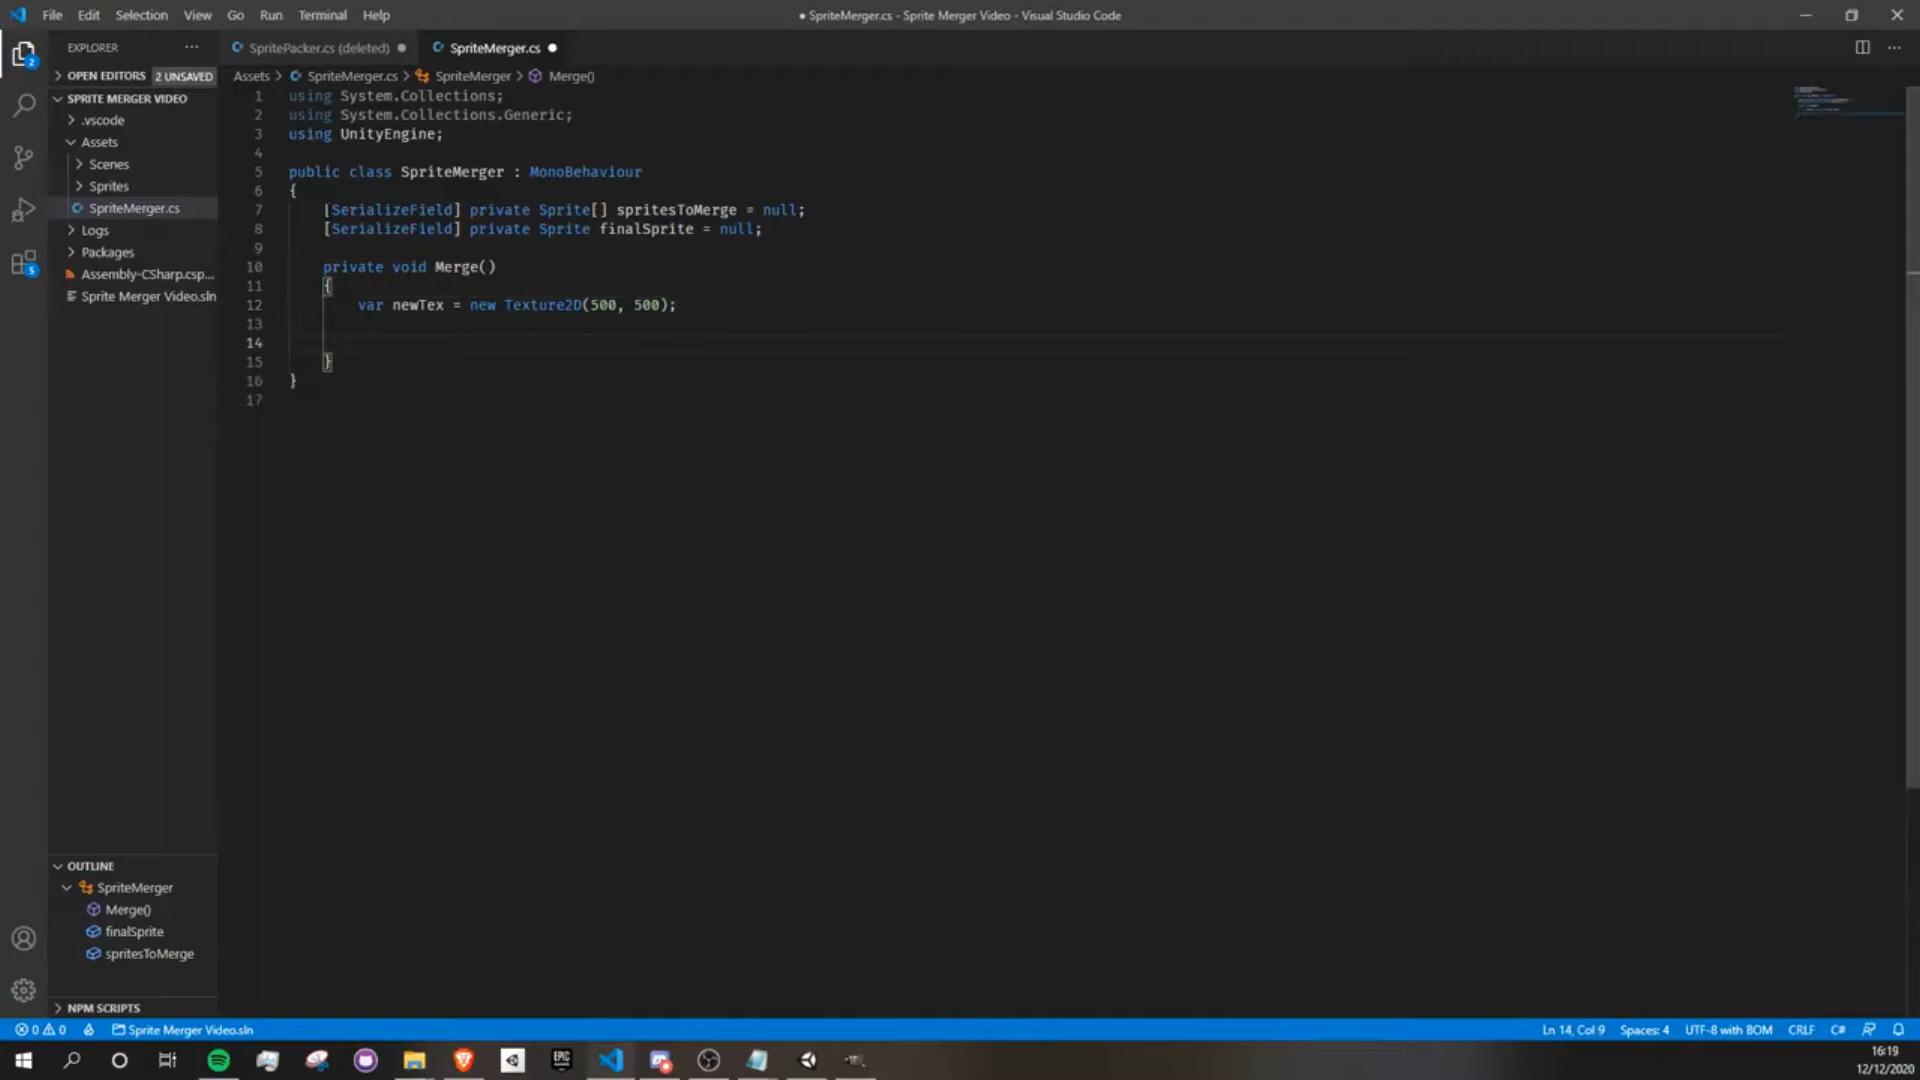 File Edit Selection View Go Run Terminal Help
● SpriteMerger.cs - Sprite Merger Video - Visual Studio Code
EXPLORER ···
SpritePacker.cs (deleted) ●
SpriteMerger.cs ●
OPEN EDITORS 2 UNSAVED
SPRITE MERGER VIDEO
.vscode
Assets
Scenes
Sprites
SpriteMerger.cs
Logs
Packages
Assembly-CSharp.csp...
Sprite Merger Video.sln
Assets > SpriteMerger.cs > SpriteMerger > Merge()
1 using System.Collections;
2 using System.Collections.Generic;
3 using UnityEngine;
4
5 public class SpriteMerger : MonoBehaviour
6 {
7 [SerializeField] private Sprite[] spritesToMerge = null;
8 [SerializeField] private Sprite finalSprite = null;
9
10 private void Merge()
11 {
12 var newTex = new Texture2D(500, 500);
13
14
15 }
16 }
17
OUTLINE
SpriteMerger
Merge()
finalSprite
spritesToMerge
NPM SCRIPTS
2
5
0 0 Sprite Merger Video.sln
Ln 14, Col 9 Spaces: 4 UTF-8 with BOM CRLF C#
EPIC
16:19
12/12/2020